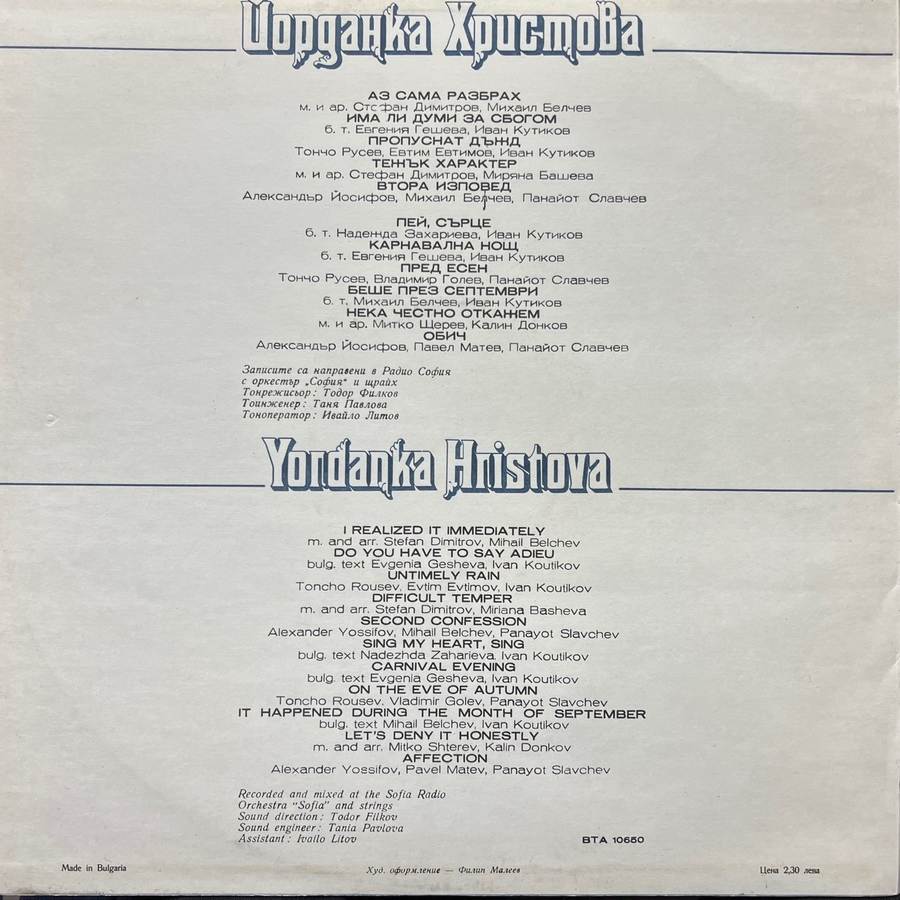 Йорданка Христова
АЗ САМА РАЗБРАХ
м. и ар. Стефан Димитров, Михаил Белчев
ИМА ЛИ ДУМИ ЗА СБОГОМ
б. т. Евгения Гешева, Иван Кутиков
ПРОПУСНАТ ДЪЖД
Тончо Русев, Евтим Евтимов, Иван Кутиков
ТЕЖЪК ХАРАКТЕР
м. и ар. Стефан Димитров, Миряна Башева
ВТОРА ИЗПОВЕД
Александър Йосифов, Михаил Белчев, Панайот Славчев
ПЕЙ, СЪРЦЕ
б. т. Надежда Захариева, Иван Кутиков
КАРНАВАЛНА НОЩ
б. т. Евгения Гешева, Иван Кутиков
ПРЕД ЕСЕН
Тончо Русев, Владимир Голев, Панайот Славчев
БЕШЕ ПРЕЗ СЕПТЕМВРИ
б. т. Михаил Белчев, Иван Кутиков
НЕКА ЧЕСТНО ОТКАЖЕМ
м. и ар. Митко Щерев, Калин Донков
ОБИЧ
Александър Йосифов, Павел Матев, Панайот Славчев
Записите са направени в Радио София
с оркестър „София“ и щрайх
Тонрежисьор: Тодор Филков
Тоинженер: Таня Павлова
Тоноператор: Ивайло Литов
Yordanka Hristova
I REALIZED IT IMMEDIATELY
m. and arr. Stefan Dimitrov, Mihail Belchev
DO YOU HAVE TO SAY ADIEU
bulg. text Evgenia Gesheva, Ivan Koutikov
UNTIMELY RAIN
Toncho Rousev, Evtim Evtimov, Ivan Koutikov
DIFFICULT TEMPER
m. and arr. Stefan Dimitrov, Miriana Basheva
SECOND CONFESSION
Alexander Yossifov, Mihail Belchev, Panayot Slavchev
SING MY HEART, SING
bulg. text Nadezhda Zaharieva, Ivan Koutikov
CARNIVAL EVENING
bulg. text Evgenia Gesheva, Ivan Koutikov
ON THE EVE OF AUTUMN
Toncho Rousev, Vladimir Golev, Panayot Slavchev
IT HAPPENED DURING THE MONTH OF SEPTEMBER
bulg. text Mihail Belchev, Ivan Koutikov
LET'S DENY IT HONESTLY
m. and arr. Mitko Shterev, Kalin Donkov
AFFECTION
Alexander Yossifov, Pavel Matev, Panayot Slavchev
Recorded and mixed at the Sofia Radio
Orchestra "Sofia" and strings
Sound direction: Todor Filkov
Sound engineer: Tania Pavlova
Assistant: Ivailo Litov
ВТА 10650
Made in Bulgaria
Худ. оформление — Филип Малеев
Цена 2,30 лева